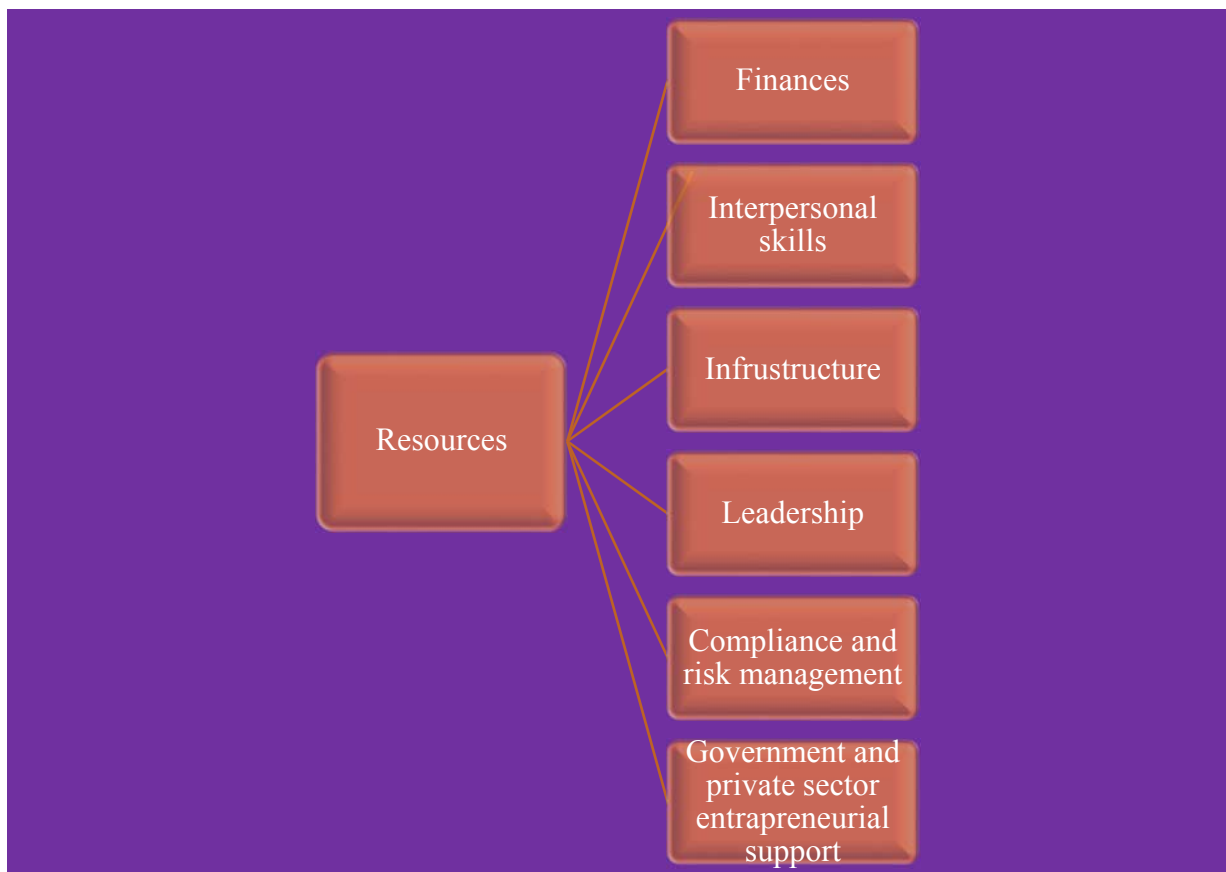 Finances
Interpersonal
skills
Infrustructure
Resources
Leadership
Compliance and
risk management
Government and
private sector
entrapreneurial
support